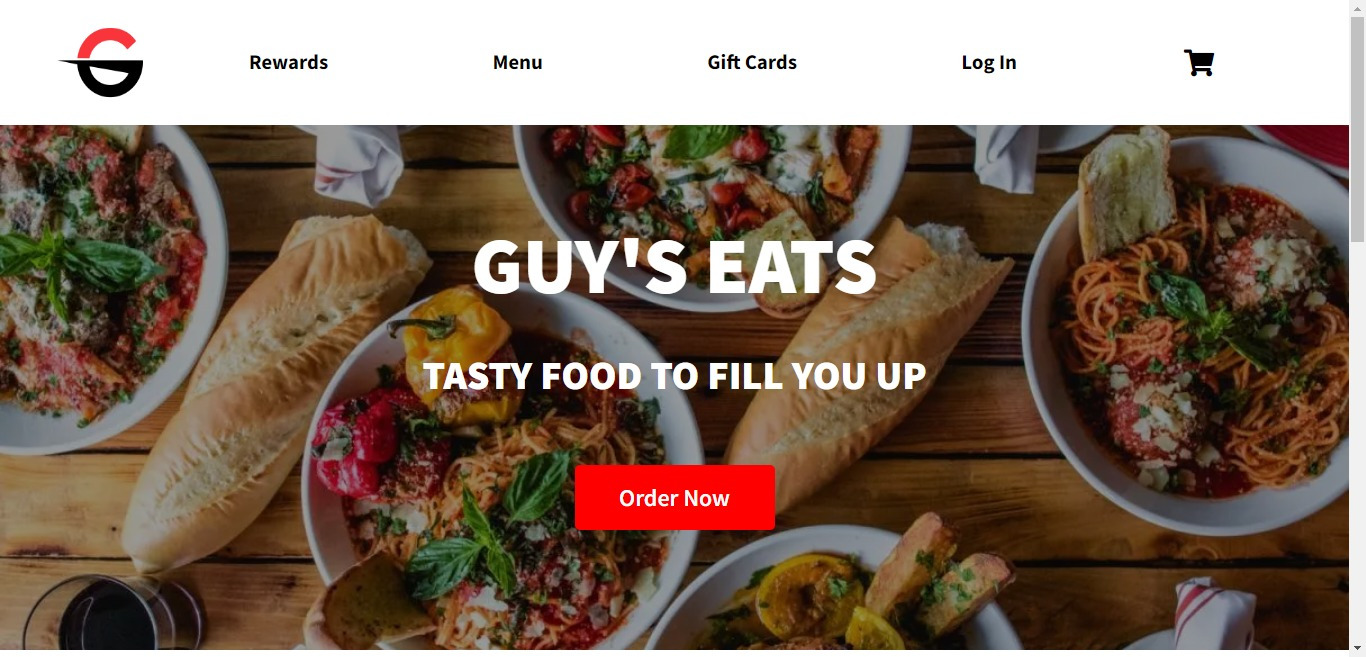 Rewards
Menu
Gift Cards
Log In
GUY'S EATS
TASTY FOOD TO FILL YOU UP
Order Now